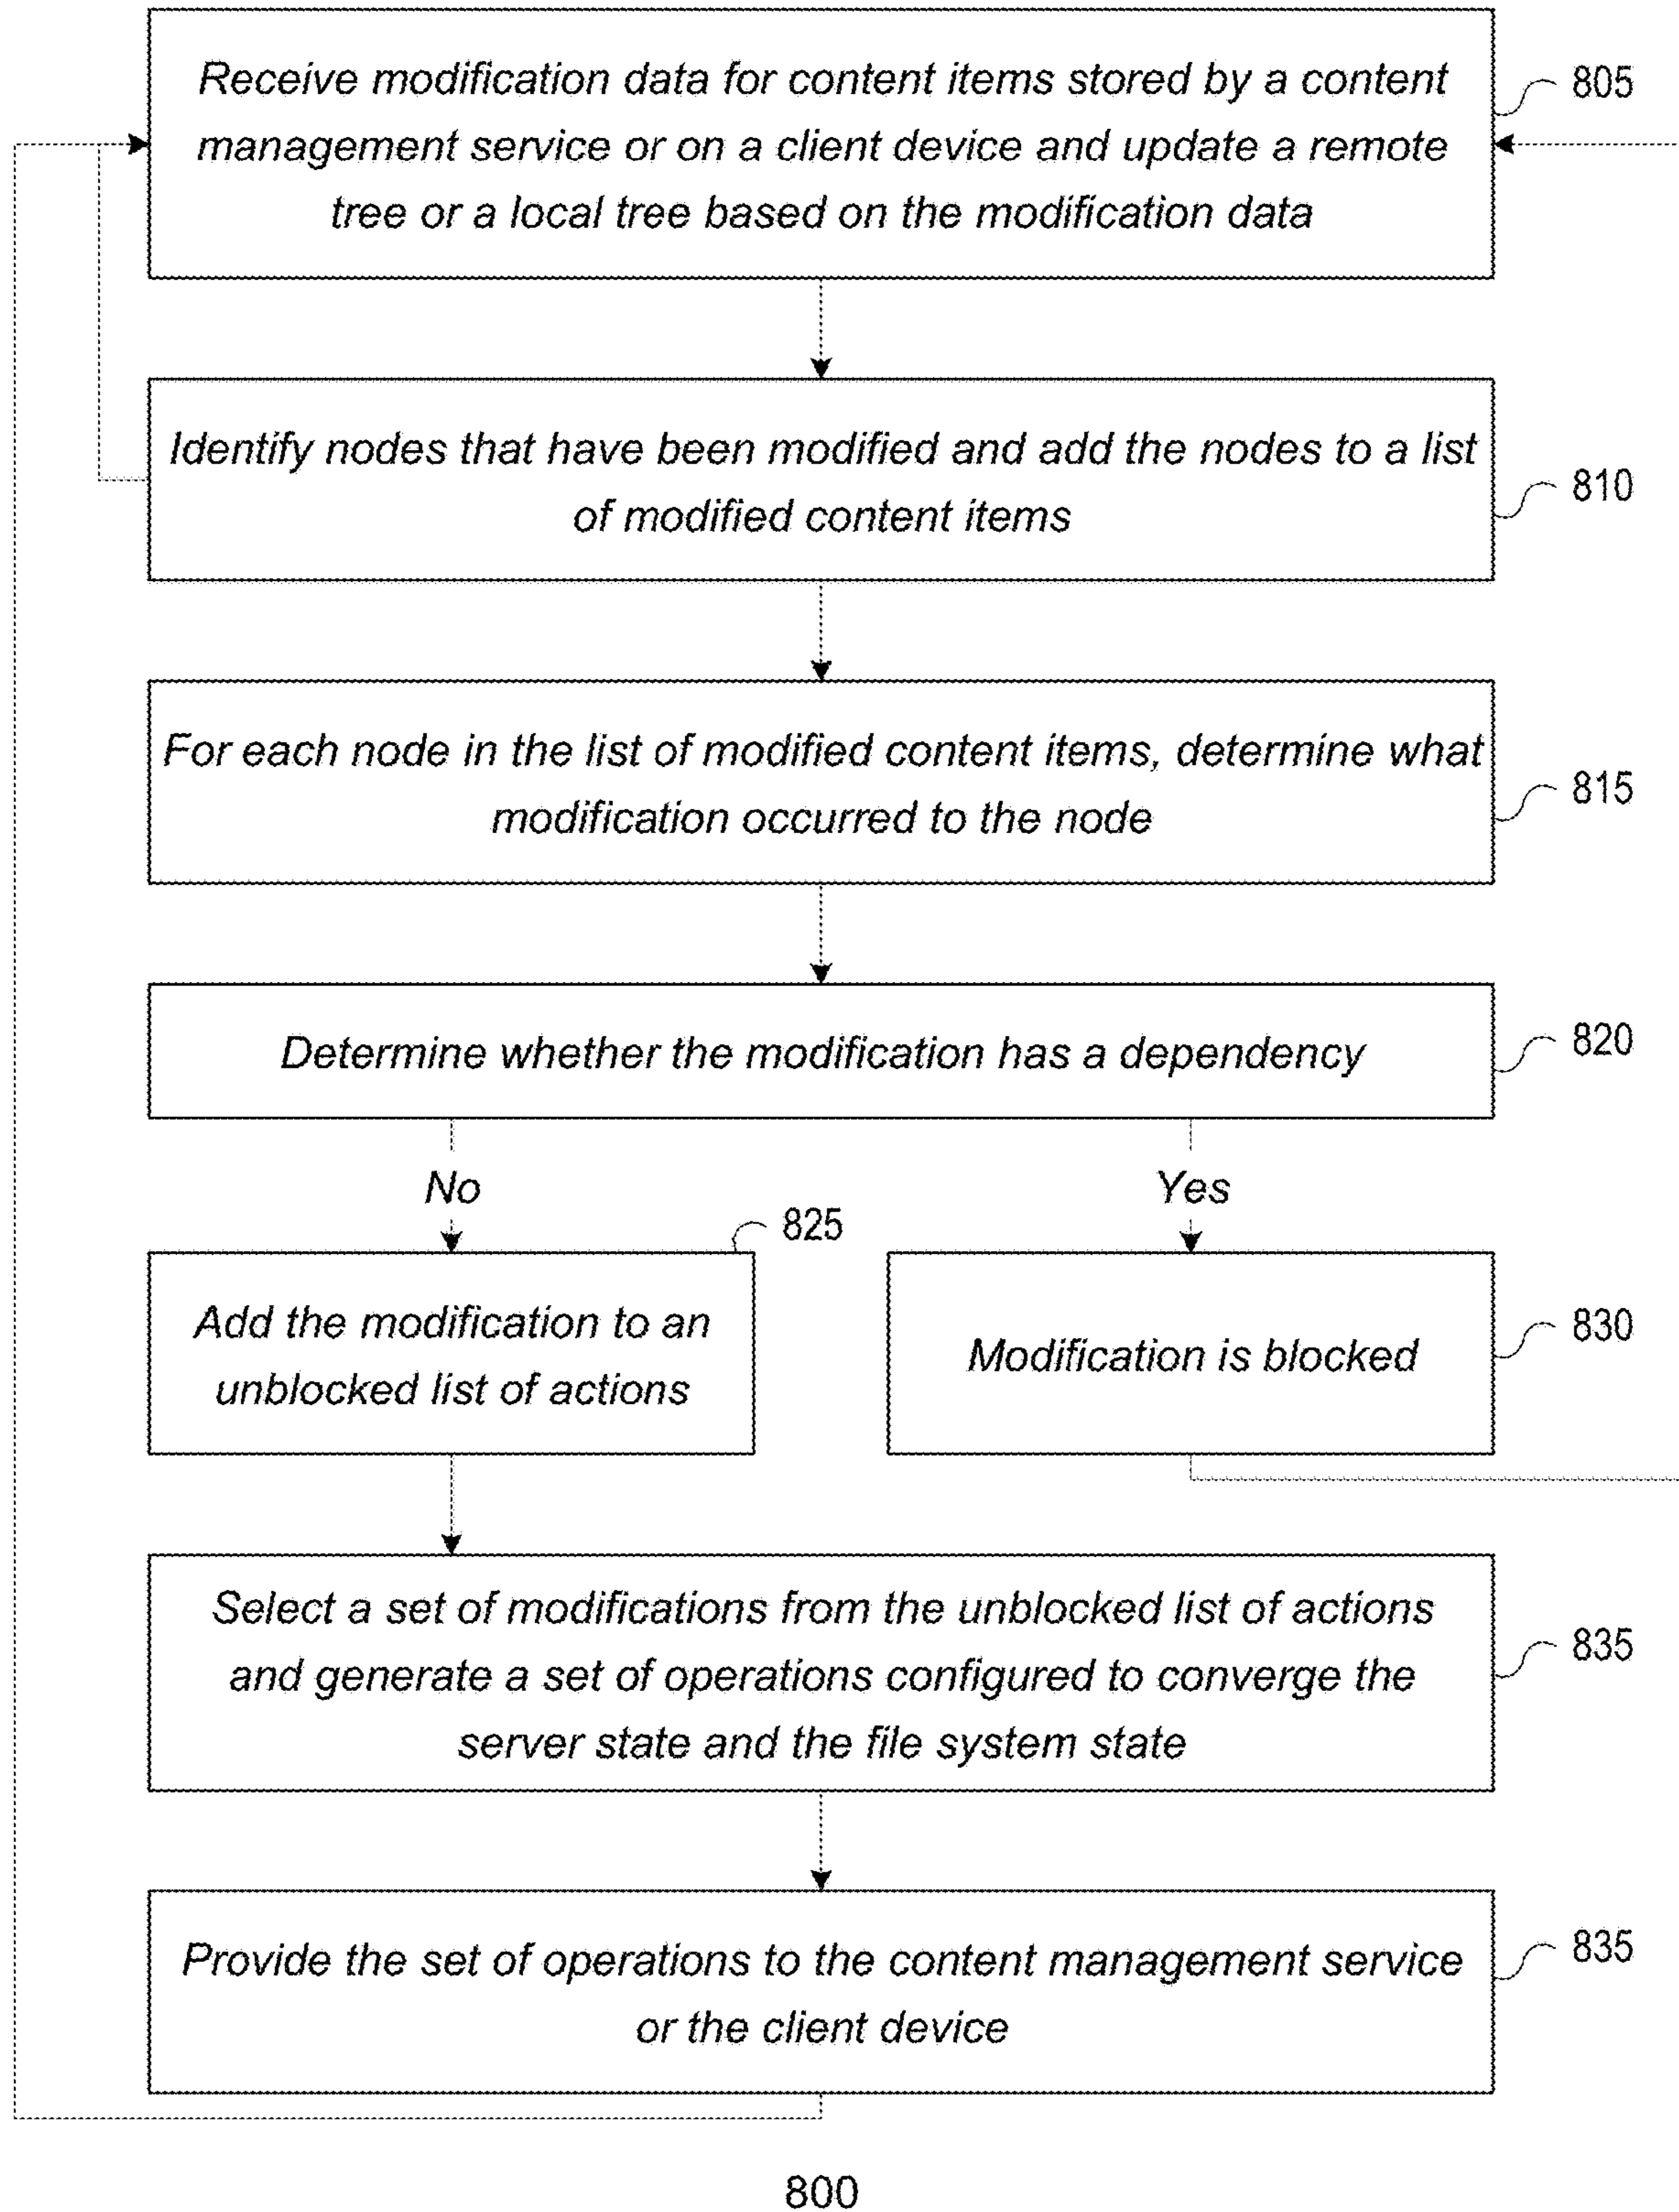 Receive modification data for content items stored by a content
management service or on a client device and update a remote
tree or a local tree based on the modification data
805
Identify nodes that have been modified and add the nodes to a list
of modified content items
810
For each node in the list of modified content items, determine what
modification occurred to the node
815
Determine whether the modification has a dependency
820
No
Yes
825
Add the modification to an
unblocked list of actions
Modification is blocked
830
Select a set of modifications from the unblocked list of actions
and generate a set of operations configured to converge the
server state and the file system state
835
Provide the set of operations to the content management service
or the client device
835
800